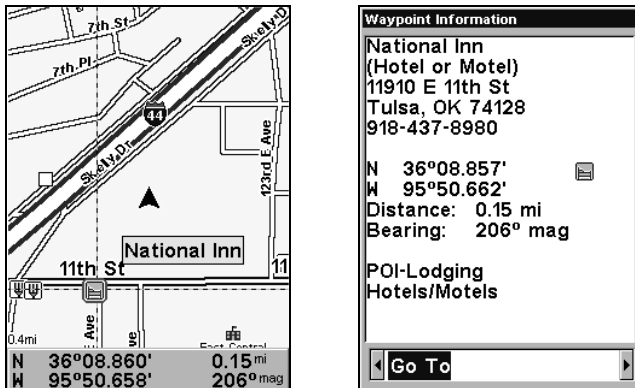 7th St
Skelly D
7th Pl
44
Skelly Dr
123rd E Ave
National Inn
11th St
11
Ave
Ave
0.4mi
East Central
N 36°08.860' 0.15 mi
W 95°50.658' 206° mag
Waypoint Information
National Inn
(Hotel or Motel)
11910 E 11th St
Tulsa, OK 74128
918-437-8980
N 36°08.857'
W 95°50.662'
Distance: 0.15 mi
Bearing: 206° mag
POI-Lodging
Hotels/Motels
Go To